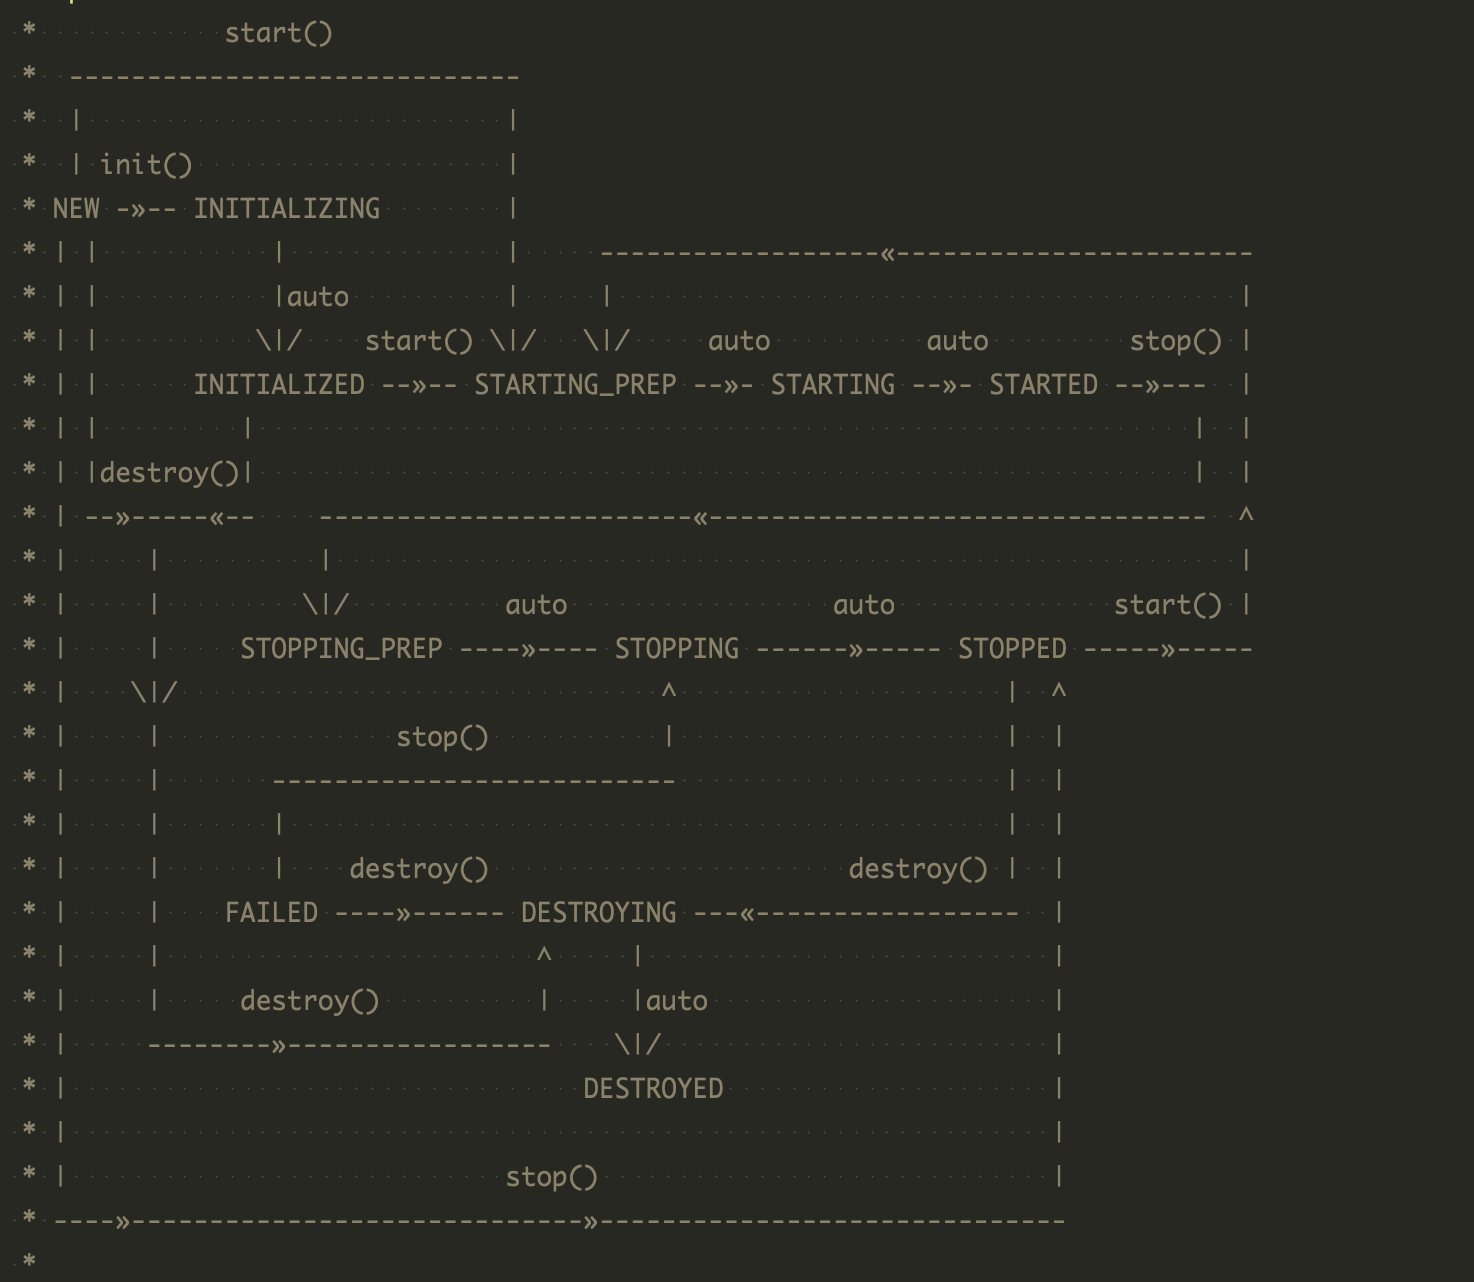 *            start()
*  -----------------------------
*  |                           |
*  | init()                    |
* NEW -»-- INITIALIZING        |
* | |           |              |     ------------------«-----------------------
* | |           |auto          |     |                                        |
* | |          \|/    start() \|/   \|/     auto          auto         stop() |
* | |      INITIALIZED --»-- STARTING_PREP --»- STARTING --»- STARTED --»---  |
* | |         |                                                            |  |
* | |destroy()|                                                            |  |
* | --»-----«--    ------------------------«--------------------------------  ^
* |     |          |                                                          |
* |     |         \|/          auto                 auto              start() |
* |     |     STOPPING_PREP ----»---- STOPPING ------»----- STOPPED -----»-----
* |    \|/                               ^                     |  ^
* |     |               stop()           |                     |  |
* |     |       --------------------------                     |  |
* |     |       |                                              |  |
* |     |       |    destroy()                       destroy() |  |
* |     |    FAILED ----»------ DESTROYING ---«-----------------  |
* |     |                        ^     |                          |
* |     |     destroy()          |     |auto                      |
* |     --------»-----------------    \|/                         |
* |                                 DESTROYED                     |
* |                                                               |
* |                            stop()                             |
* ----»-----------------------------»------------------------------
*